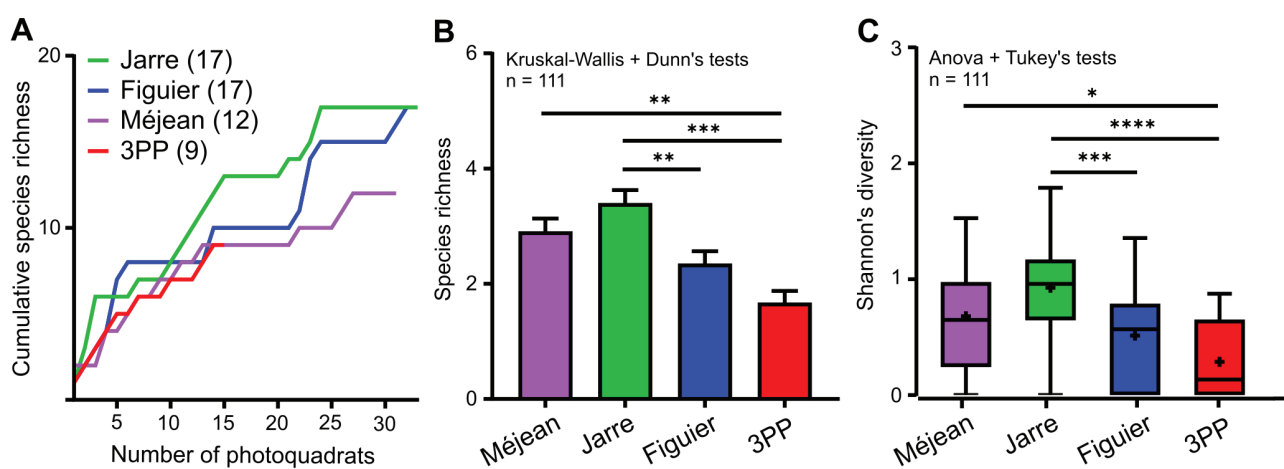 A
Cumulative species richness
20
10
Jarre (17)
Figuier (17)
Méjean (12)
3PP (9)
5 10 15 20 25 30
Number of photoquadrats
B
Species richness
6
4
2
0
Kruskal-Wallis + Dunn's tests
n = 111
**
***
**
Méjean Jarre Figuier 3PP
C
Shannon's diversity
3
2
1
0
Anova + Tukey's tests
n = 111
*
****
***
Méjean Jarre Figuier 3PP